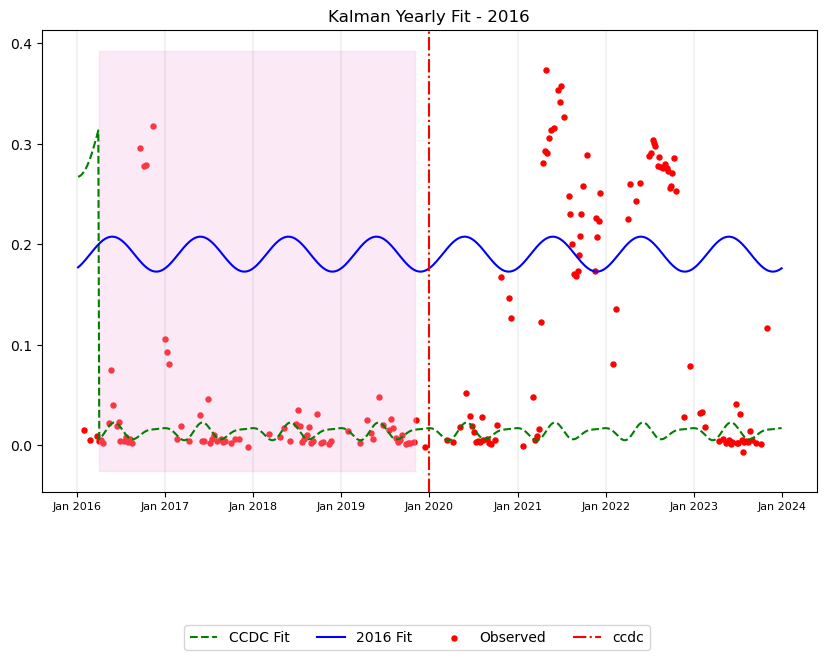 Kalman Yearly Fit - 2016
0.4
0.3
0.2
0.1
0.0
Jan 2016 Jan 2017 Jan 2018 Jan 2019 Jan 2020 Jan 2021 Jan 2022 Jan 2023 Jan 2024
CCDC Fit 2016 Fit Observed ccdc